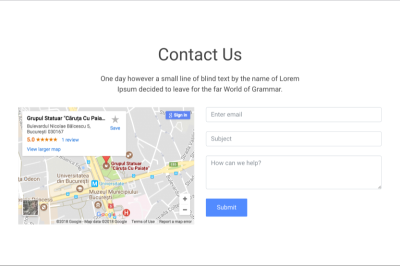 Contact Us
One day however a small line of blind text by the name of Lorem
Ipsum decided to leave for the far World of Grammar.
Grupul Statuar "Căruța Cu Paia...
Bulevardul Nicolae Bălcescu 5,
București 030167
5.0 ★★★★★ 1 review
View larger map
Save
Sign in
Grupul Statuar
"Căruța Cu Paiațe"
Universitatea
din București
Universitate
Muzeul Municipiului
București
Odeon
Google
©2018 Google
Map data ©2018 Google
Terms of Use
Report a map error
Enter email
Subject
How can we help?
Submit